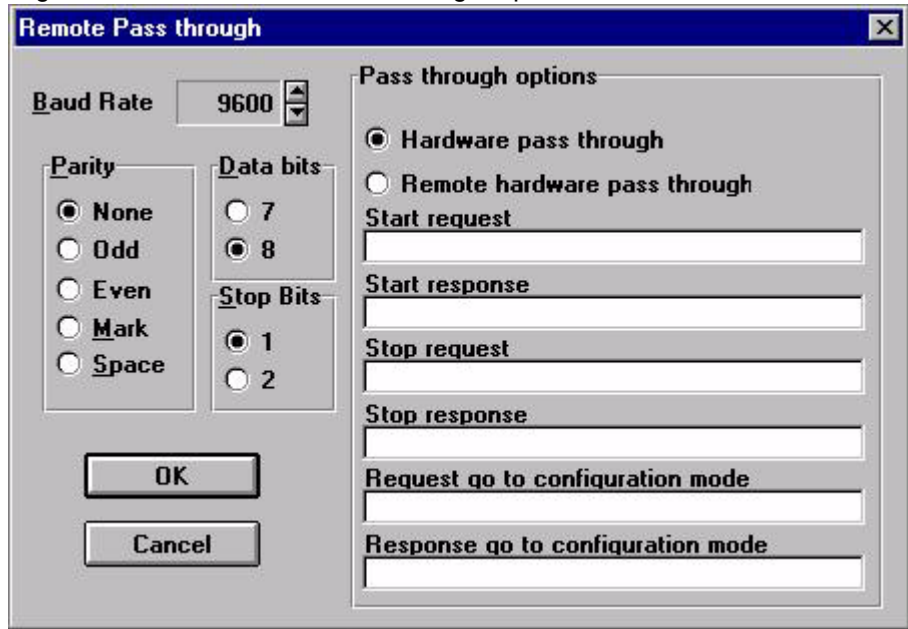 Remote Pass through
Baud Rate 9600
Parity
None
Odd
Even
Mark
Space
Data bits
7
8
Stop Bits
1
2
OK
Cancel
Pass through options
Hardware pass through
Remote hardware pass through
Start request
Start response
Stop request
Stop response
Request go to configuration mode
Response go to configuration mode